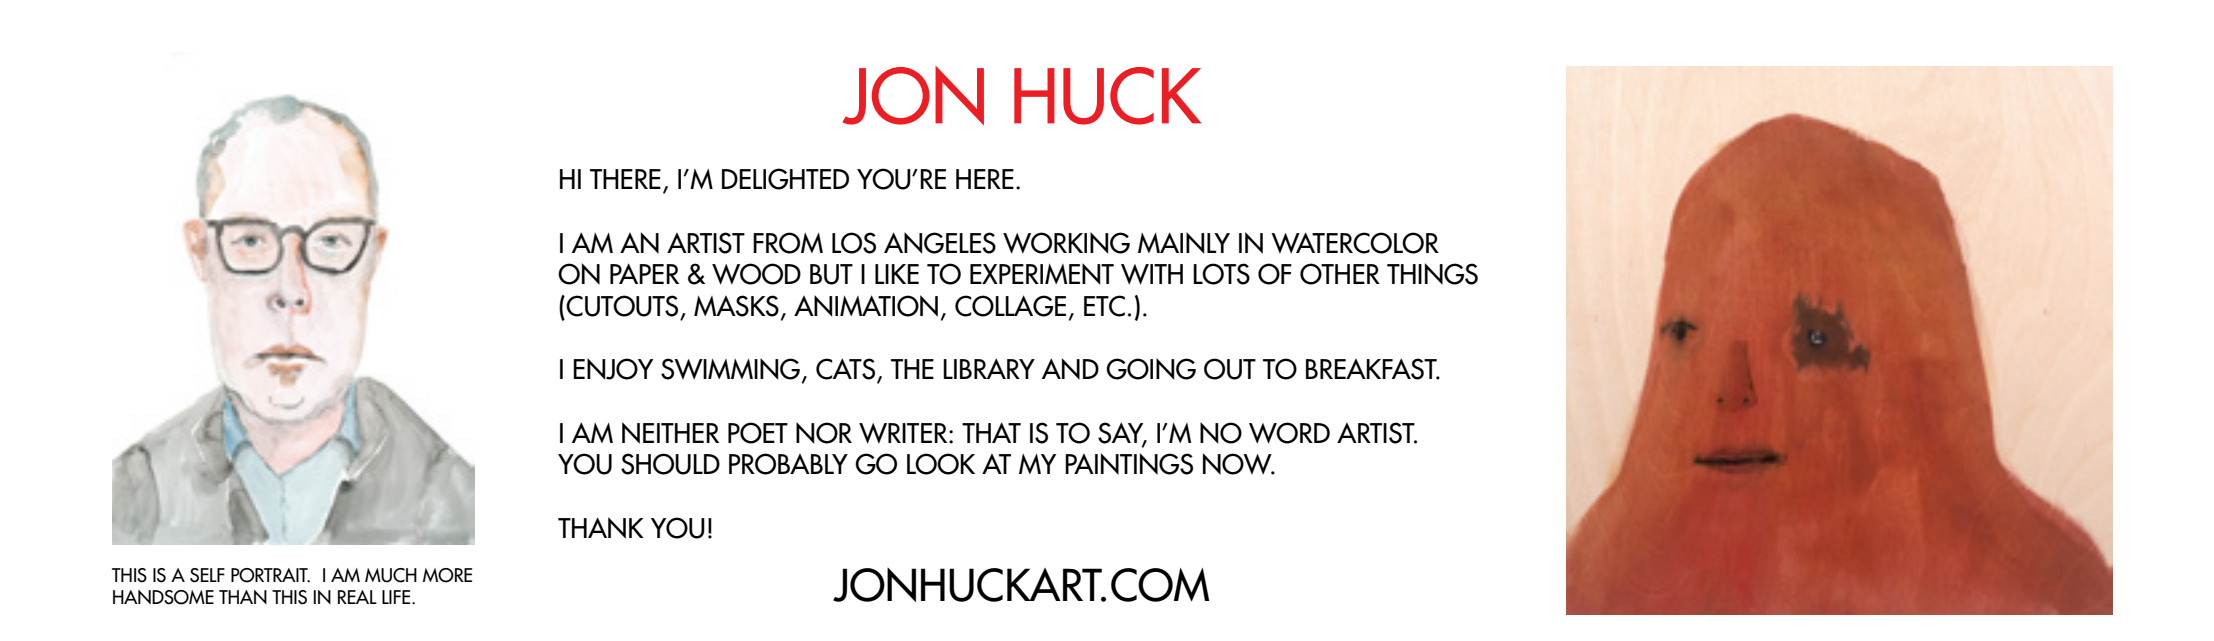 JON HUCK
HI THERE, I'M DELIGHTED YOU'RE HERE.
I AM AN ARTIST FROM LOS ANGELES WORKING MAINLY IN WATERCOLOR
ON PAPER & WOOD BUT I LIKE TO EXPERIMENT WITH LOTS OF OTHER THINGS
(CUTOUTS, MASKS, ANIMATION, COLLAGE, ETC.).
I ENJOY SWIMMING, CATS, THE LIBRARY AND GOING OUT TO BREAKFAST.
I AM NEITHER POET NOR WRITER: THAT IS TO SAY, I'M NO WORD ARTIST.
YOU SHOULD PROBABLY GO LOOK AT MY PAINTINGS NOW.
THANK YOU!
JONHUCKART.COM
THIS IS A SELF PORTRAIT.  I AM MUCH MORE
HANDSOME THAN THIS IN REAL LIFE.